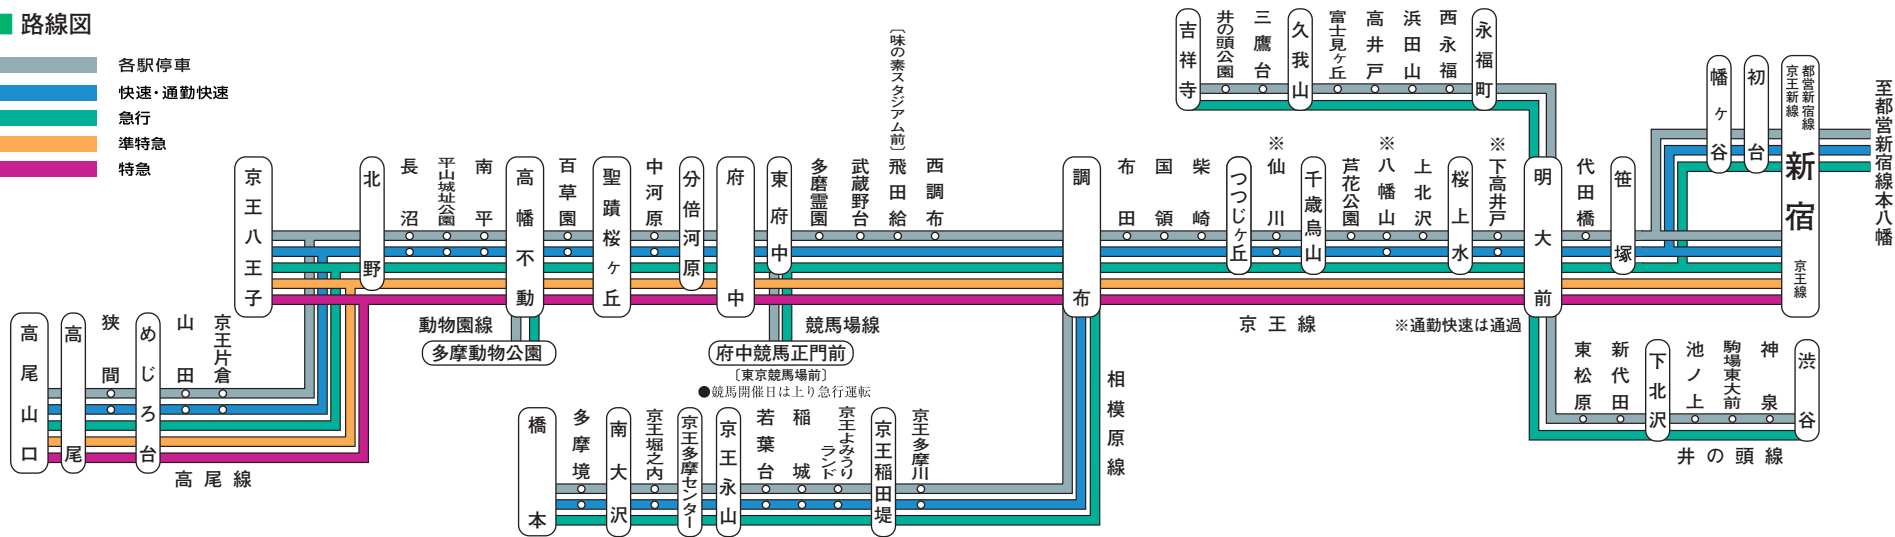 路線図
各駅停車
快速・通勤快速
急行
準特急
特急
吉祥寺
井の頭公園
三鷹台
久我山
富士見ヶ丘
高井戸
浜田山
西永福
永福町
幡ヶ谷
初台
都営新宿線
京王新線
新宿
京王線
至都営新宿線本八幡
京王八王子
北野
長沼
平山城址公園
南平
高幡不動
百草園
聖蹟桜ヶ丘
中河原
分倍河原
府中
東府中
多磨霊園
武蔵野台
〔味の素スタジアム前〕
飛田給
西調布
調布
布田
国領
柴崎
つつじヶ丘
※仙川
千歳烏山
芦花公園
※八幡山
上北沢
桜上水
※下高井戸
明大前
代田橋
笹塚
動物園線
多摩動物公園
競馬場線
府中競馬正門前
〔東京競馬場前〕
●競馬開催日は上り急行運転
京王線
※通勤快速は通過
高尾山口
高尾
狭間
めじろ台
山田
京王片倉
高尾線
橋本
多摩境
南大沢
京王堀之内
京王多摩センター
京王永山
若葉台
稲城
京王よみうりランド
京王稲田堤
京王多摩川
相模原線
東松原
新代田
下北沢
池ノ上
駒場東大前
神泉
渋谷
井の頭線